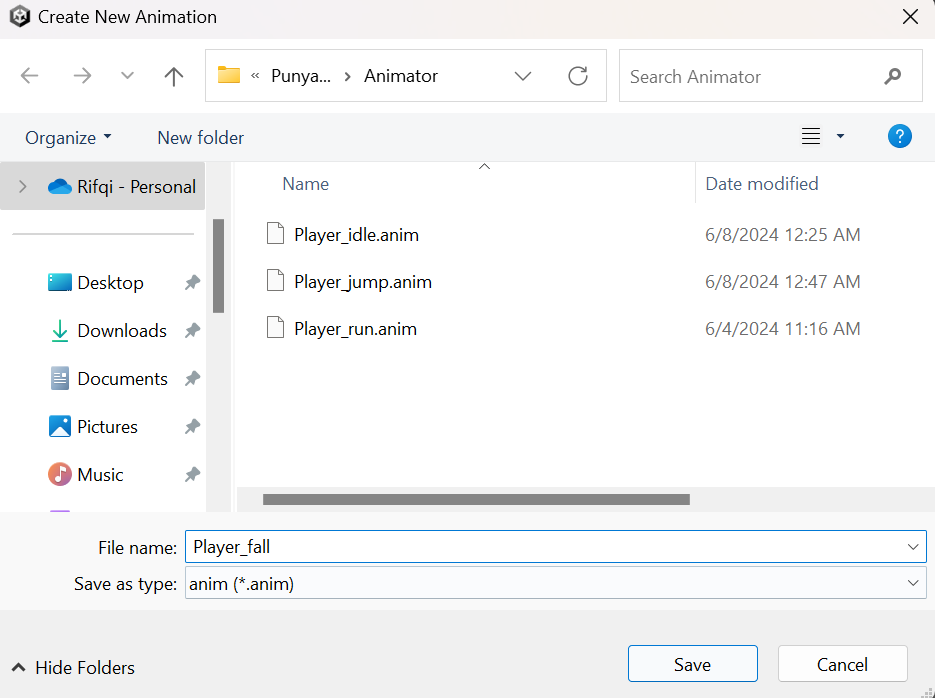 Create New Animation
« Punya... > Animator
Search Animator
Organize
New folder
?
Rifqi - Personal
Name
Date modified
Player_idle.anim
6/8/2024 12:25 AM
Player_jump.anim
6/8/2024 12:47 AM
Player_run.anim
6/4/2024 11:16 AM
Desktop
Downloads
Documents
Pictures
Music
File name: Player_fall
Save as type: anim (*.anim)
Hide Folders
Save
Cancel